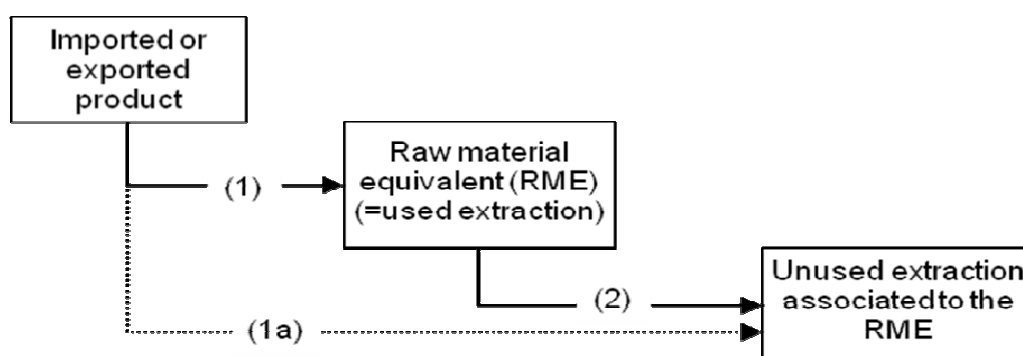 Imported or
exported
product
(1)
Raw material
equivalent (RME)
(=used extraction)
(2)
Unused extraction
associated to the
RME
(1a)